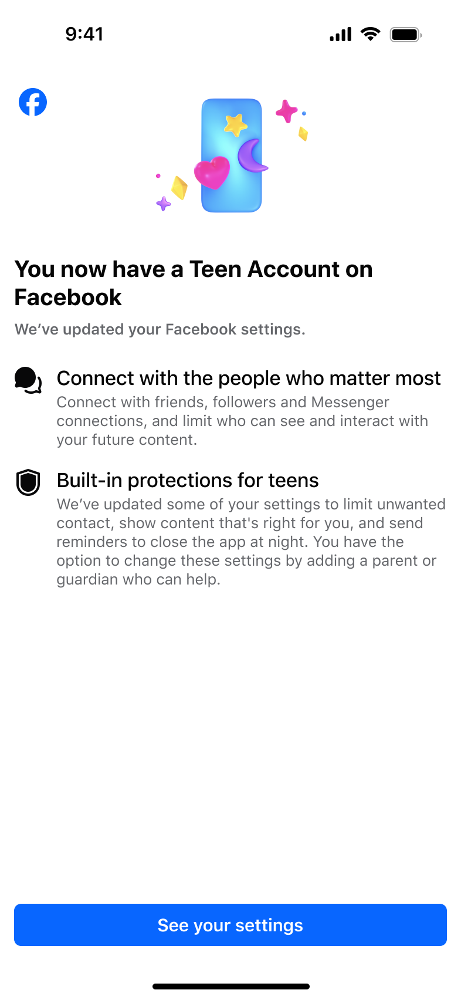 9:41
You now have a Teen Account on
Facebook
We’ve updated your Facebook settings.
Connect with the people who matter most
Connect with friends, followers and Messenger
connections, and limit who can see and interact with
your future content.
Built-in protections for teens
We’ve updated some of your settings to limit unwanted
contact, show content that's right for you, and send
reminders to close the app at night. You have the
option to change these settings by adding a parent or
guardian who can help.
See your settings